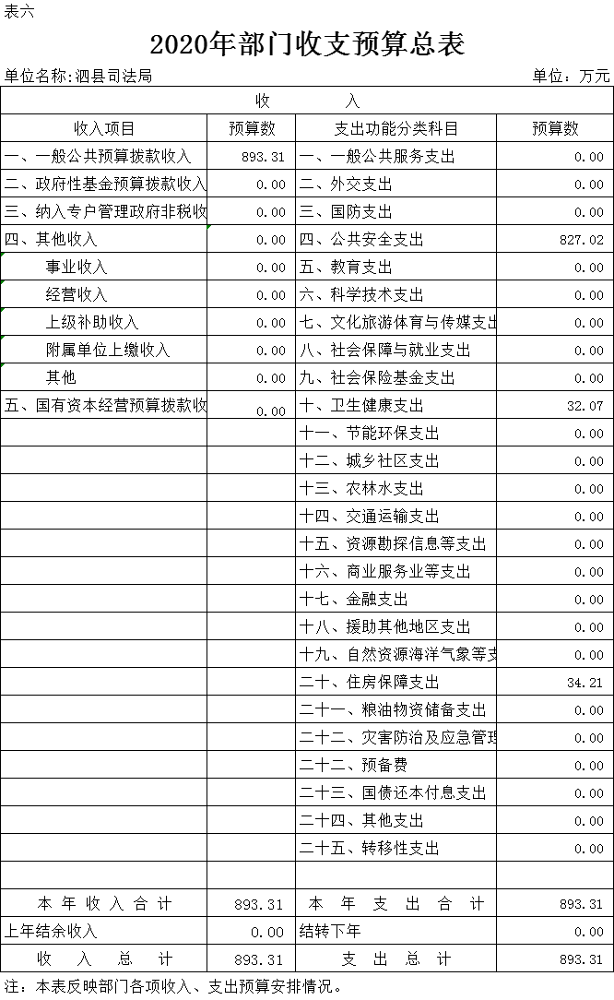 表六
2020年部门收支预算总表
单位名称:泗县司法局 单位：万元
收 入
收入项目 预算数 支出功能分类科目 预算数
一、一般公共预算拨款收入 893.31 一、一般公共服务支出 0.00
二、政府性基金预算拨款收入 0.00 二、外交支出 0.00
三、纳入专户管理政府非税收 0.00 三、国防支出 0.00
四、其他收入 0.00 四、公共安全支出 827.02
事业收入 0.00 五、教育支出 0.00
经营收入 0.00 六、科学技术支出 0.00
上级补助收入 0.00 七、文化旅游体育与传媒支出 0.00
附属单位上缴收入 0.00 八、社会保障与就业支出 0.00
其他 0.00 九、社会保险基金支出 0.00
五、国有资本经营预算拨款收 0.00 十、卫生健康支出 32.07
十一、节能环保支出 0.00
十二、城乡社区支出 0.00
十三、农林水支出 0.00
十四、交通运输支出 0.00
十五、资源勘探信息等支出 0.00
十六、商业服务业等支出 0.00
十七、金融支出 0.00
十八、援助其他地区支出 0.00
十九、自然资源海洋气象等支 0.00
二十、住房保障支出 34.21
二十一、粮油物资储备支出 0.00
二十二、灾害防治及应急管理 0.00
二十二、预备费 0.00
二十三、国债还本付息支出 0.00
二十四、其他支出 0.00
二十五、转移性支出 0.00
本年收入合计 893.31 本年支出合计 893.31
上年结余收入 0.00 结转下年 0.00
收入总计 893.31 支出总计 893.31
注：本表反映部门各项收入、支出预算安排情况。